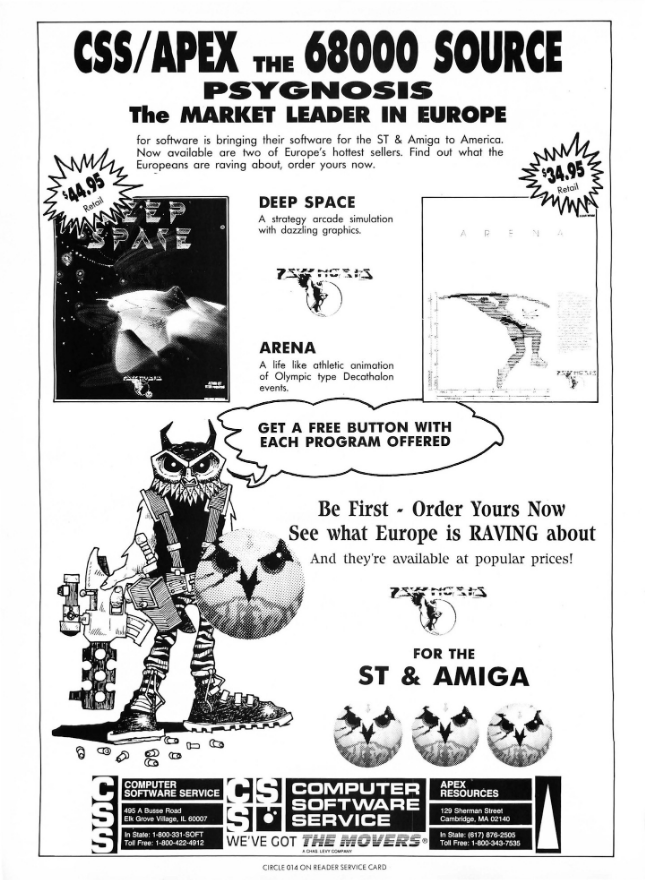 CSS/APEX THE 68000 SOURCE
PSYGNOSIS
The MARKET LEADER IN EUROPE
for software is bringing their software for the ST & Amiga to America.
Now available are two of Europe's hottest sellers. Find out what the
Europeans are raving about, order yours now.
$44.95
Retail
$34.95
Retail
DEEP
SPACE
DEEP SPACE
A strategy arcade simulation
with dazzling graphics.
PSYGNOSIS
ARENA
ARENA
A life like athletic animation
of Olympic type Decathalon
events.
PSYGNOSIS
PSYGNOSIS
GET A FREE BUTTON WITH
EACH PROGRAM OFFERED
Be First - Order Yours Now
See what Europe is RAVING about
And they're available at popular prices!
PSYGNOSIS
FOR THE
ST & AMIGA
CSS
COMPUTER
SOFTWARE SERVICE
495 A Busse Road
Elk Grove Village, IL 60007
In State: 1-800-331-SOFT
Toll Free: 1-800-422-4912
CSS
COMPUTER
SOFTWARE
SERVICE
WE'VE GOT THE MOVERS®
A CHAS. LEVY COMPANY
APEX
RESOURCES
129 Sherman Street
Cambridge, MA 02140
In State: (617) 876-2505
Toll Free: 1-800-343-7535
CIRCLE 014 ON READER SERVICE CARD